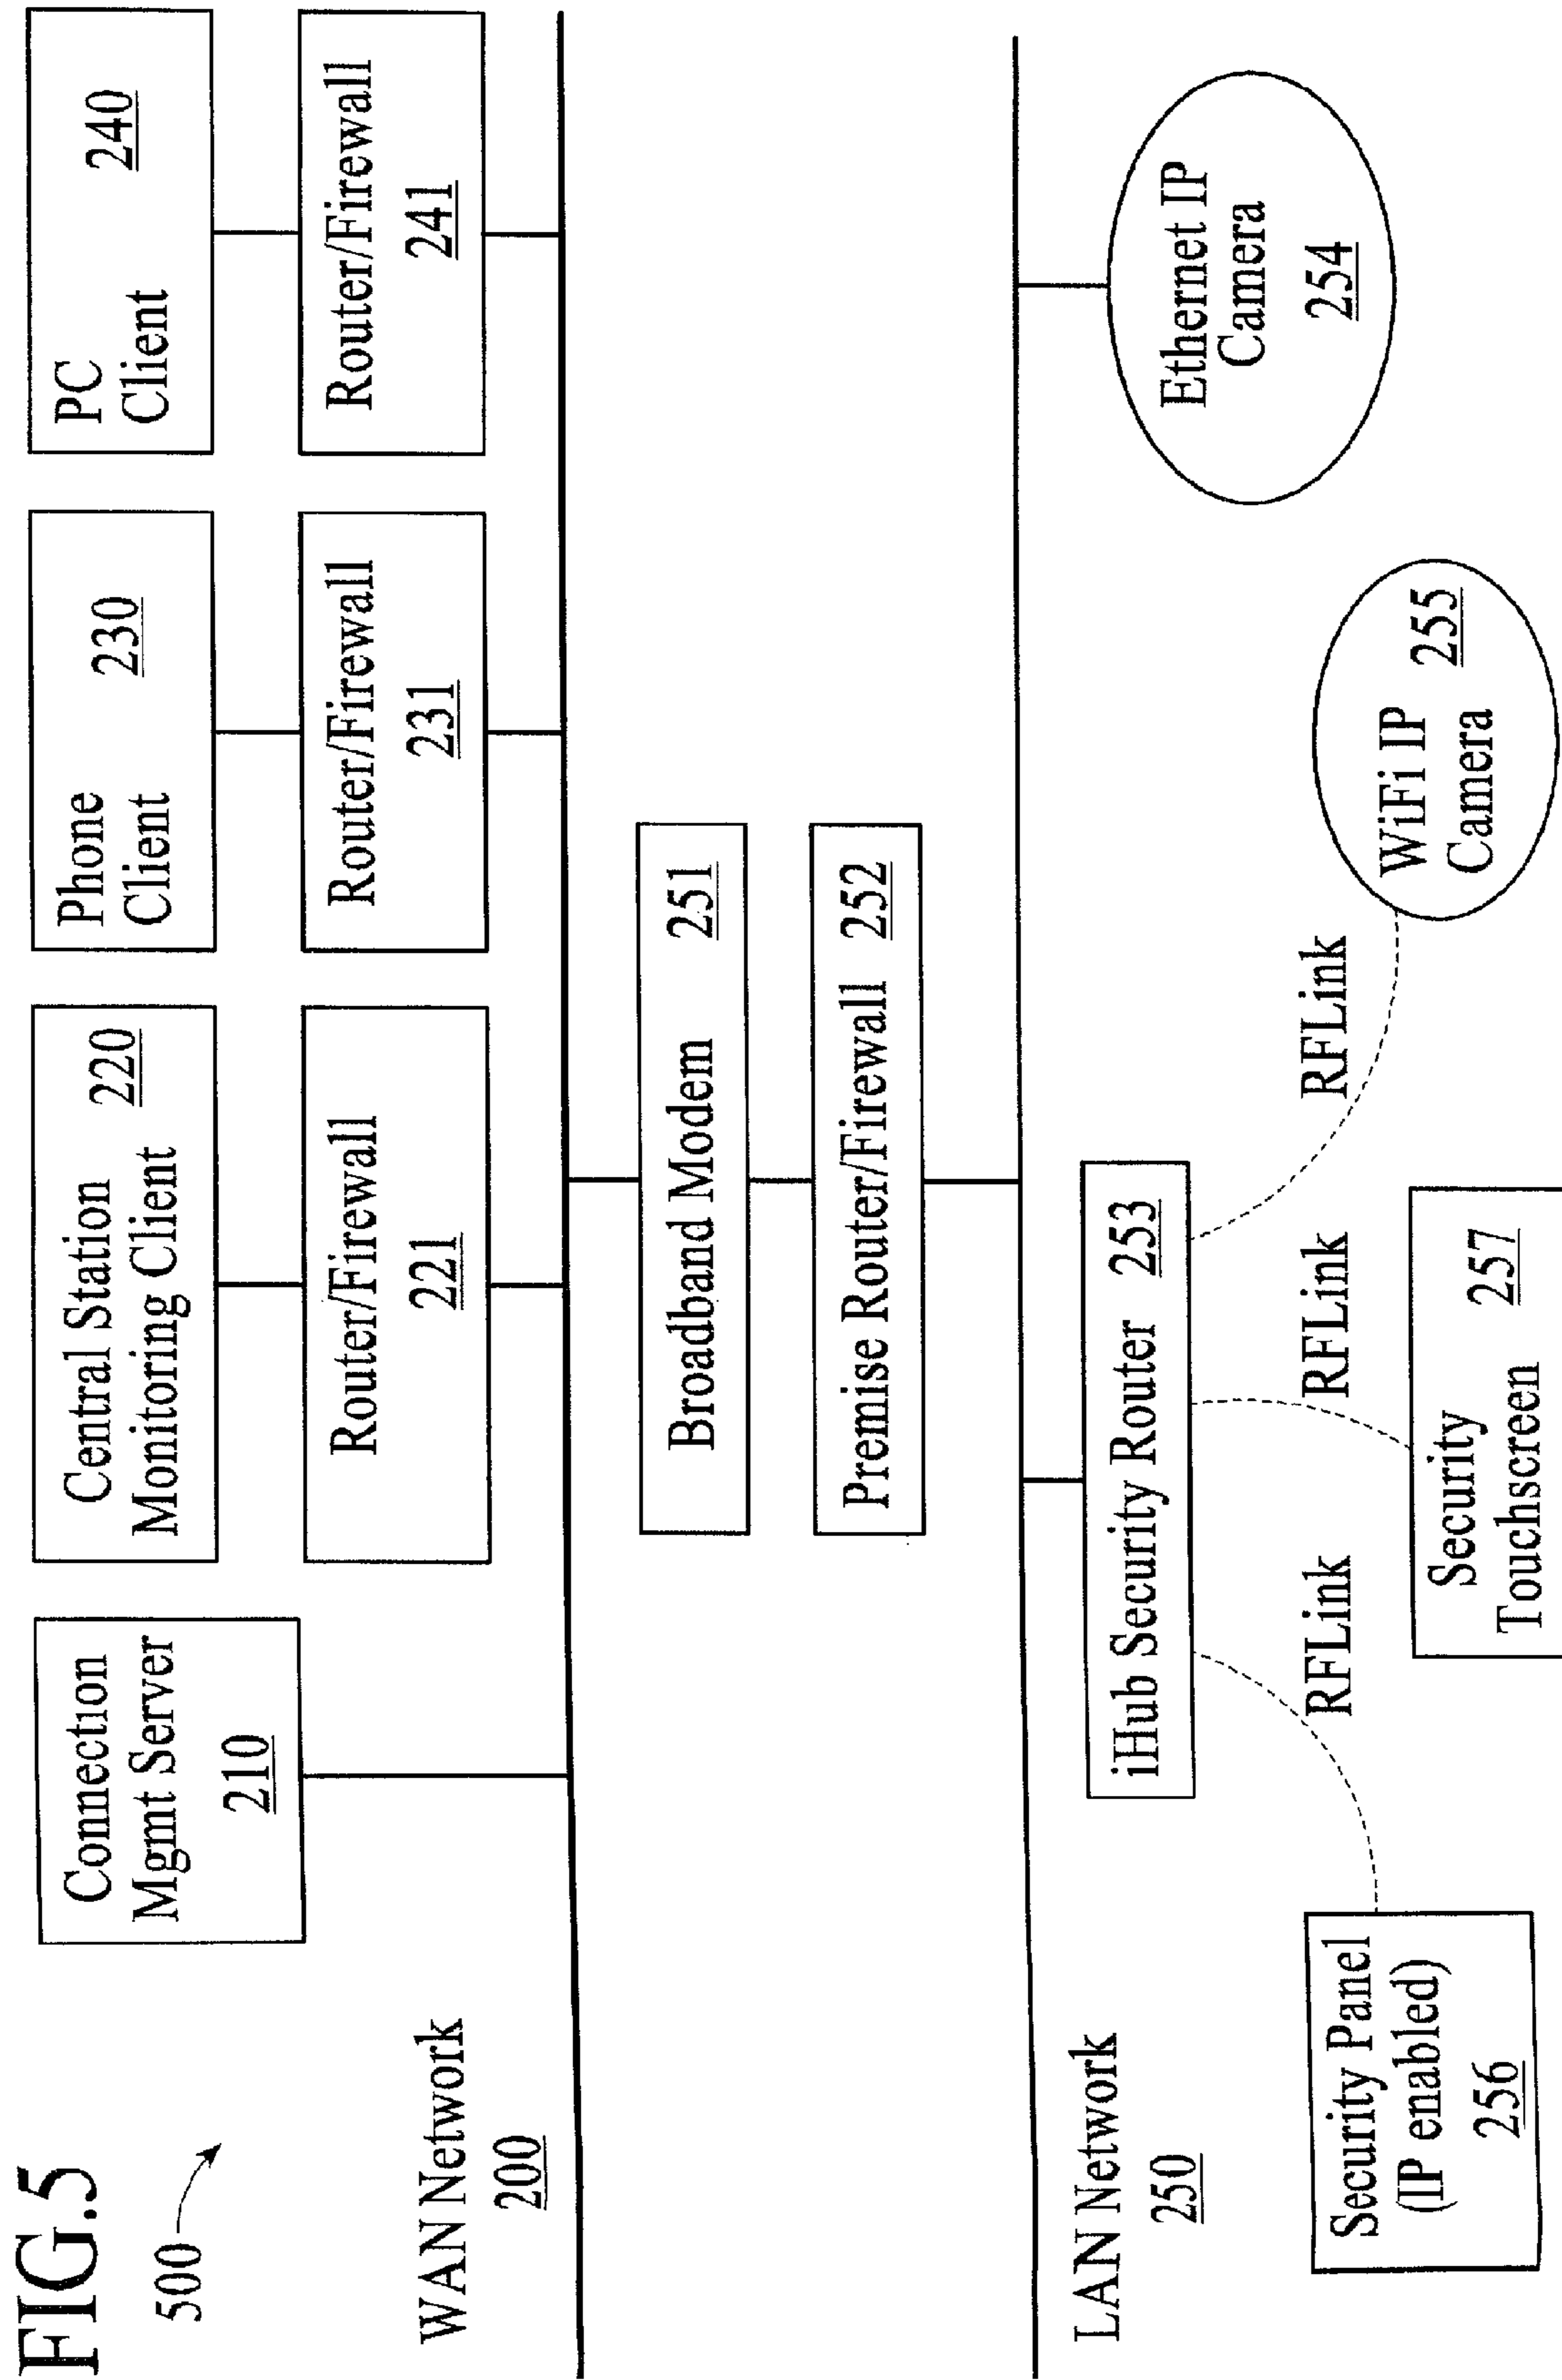 FIG.5
500
Connection
Mgmt Server
210
Central Station
Monitoring Client 220
Router/Firewall
221
Phone
Client 230
Router/Firewall
231
PC
Client 240
Router/Firewall
241
WAN Network
200
Broadband Modem 251
Premise Router/Firewall 252
LAN Network
250
iHub Security Router 253
RFLink
RFLink
RFLink
Security Panel
(IP enabled)
256
Security
Touchscreen 257
WiFi IP
Camera 255
Ethernet IP
Camera
254